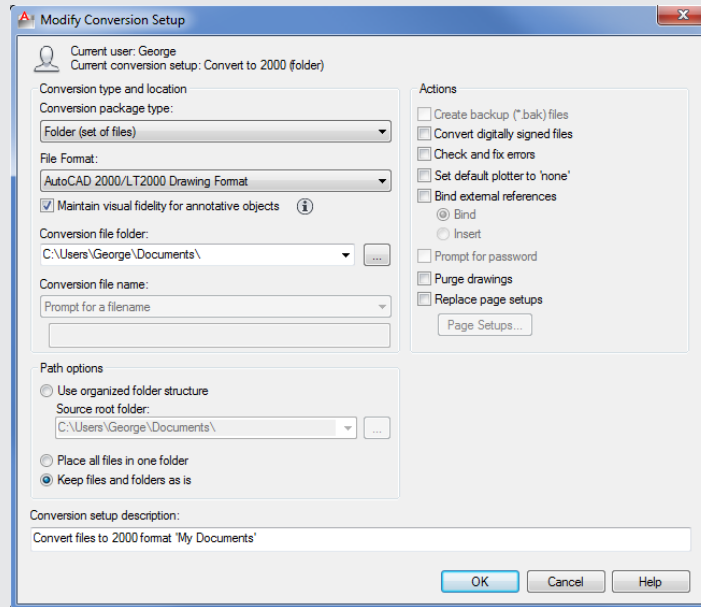 Modify Conversion Setup
Current user: George
Current conversion setup: Convert to 2000 (folder)
Conversion type and location
Conversion package type:
Folder (set of files)
File Format:
AutoCAD 2000/LT2000 Drawing Format
Maintain visual fidelity for annotative objects
Conversion file folder:
C:\Users\George\Documents\
...
Conversion file name:
Prompt for a filename
Path options
Use organized folder structure
Source root folder:
C:\Users\George\Documents\
...
Place all files in one folder
Keep files and folders as is
Actions
Create backup (*.bak) files
Convert digitally signed files
Check and fix errors
Set default plotter to 'none'
Bind external references
Bind
Insert
Prompt for password
Purge drawings
Replace page setups
Page Setups...
Conversion setup description:
Convert files to 2000 format 'My Documents'
OK
Cancel
Help